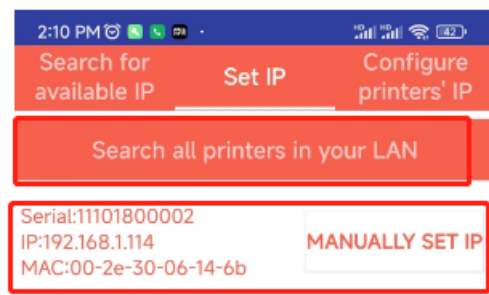 2:10 PM
42
Search for available IP
Set IP
Configure printers' IP
Search all printers in your LAN
Serial:11101800002
IP:192.168.1.114
MAC:00-2e-30-06-14-6b
MANUALLY SET IP